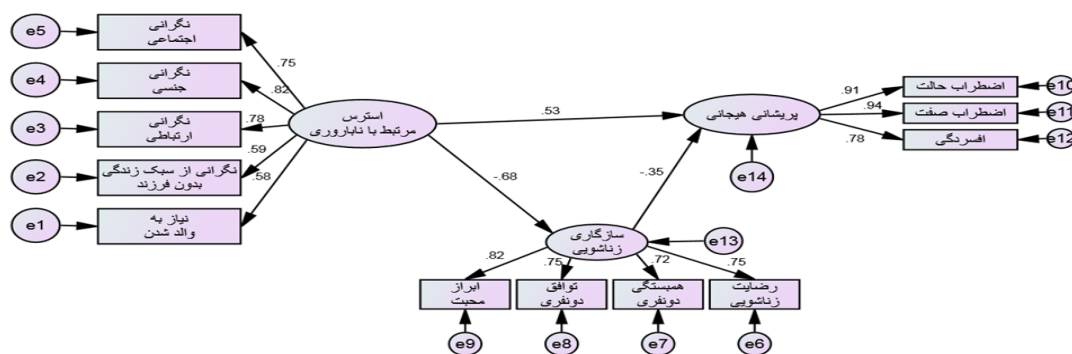 e5
نگرانی
اجتماعی
.75
e4
نگرانی
جنسی
.82
e3
نگرانی
ارتباطی
.78
e2
نگرانی از سبک زندگی
بدون فرزند
.59
e1
نیاز به
والد شدن
.58
استرس
مرتبط با ناباروری
.53
-.68
پریشانی هیجانی
-.35
e14
.91
اضطراب حالت
e10
.94
اضطراب صفت
e11
.78
افسردگی
e12
سازگاری
زناشویی
e13
.82
.75
.72
.75
ابراز
محبت
توافق
دونفری
همبستگی
دونفری
رضایت
زناشویی
e9
e8
e7
e6